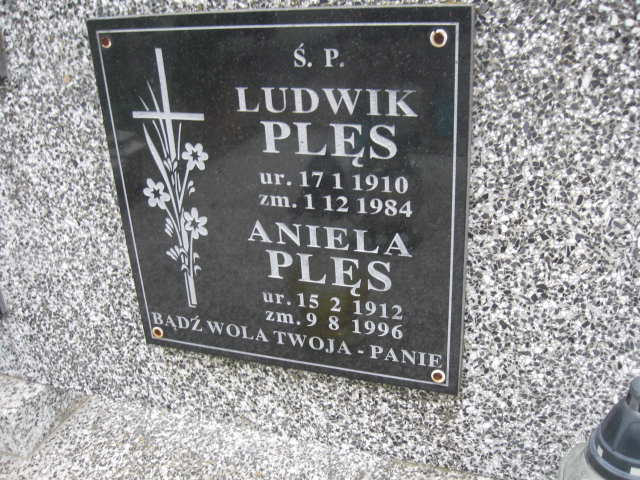 Ś. P.
LUDWIK
PLĘS
ur. 17 1 1910
zm. 1 12 1984
ANIELA
PLĘS
ur. 15 2 1912
zm. 9 8 1996
BĄDŹ WOLA TWOJA - PANIE